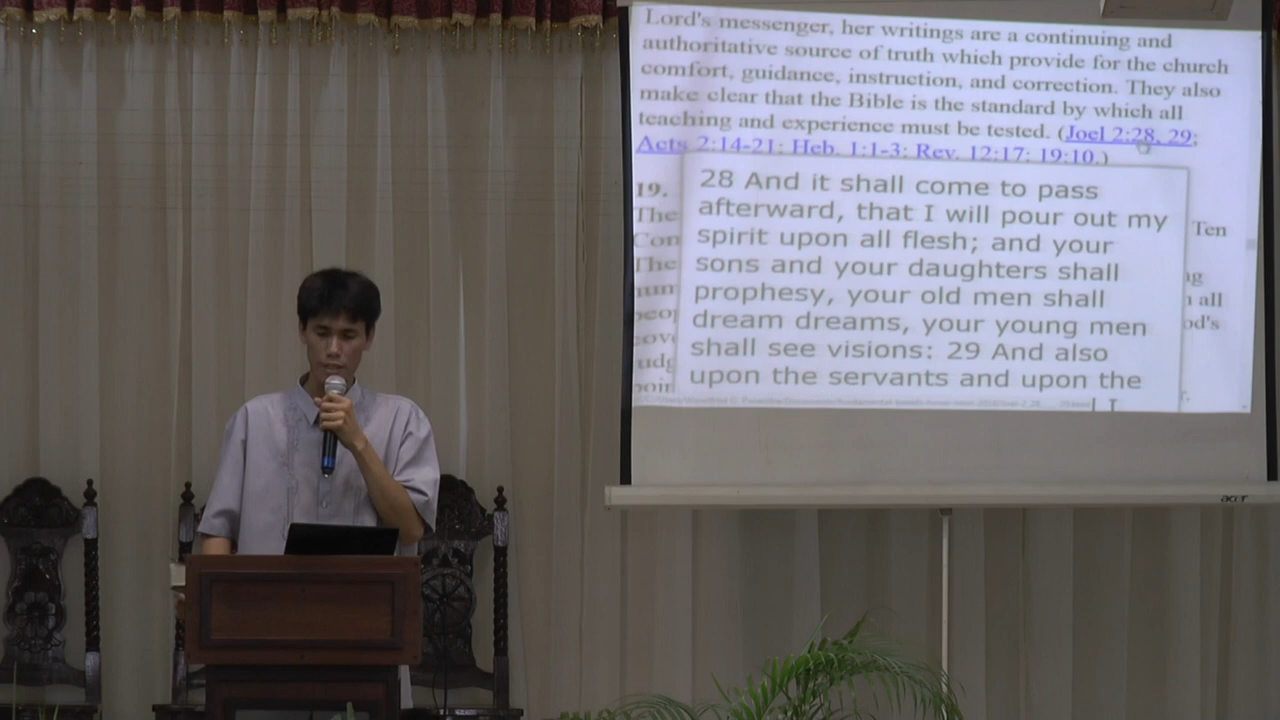 Lord's messenger, her writings are a continuing and
authoritative source of truth which provide for the church
comfort, guidance, instruction, and correction. They also
make clear that the Bible is the standard by which all
teaching and experience must be tested. (Joel 2:28, 29;
Acts 2:14-21; Heb. 1:1-3; Rev. 12:17; 19:10.)
28 And it shall come to pass
19.
afterward, that I will pour out my
The
Ten
spirit upon all flesh; and your
sons and your daughters shall
The
prophesy, your old men shall
all
dream dreams, your young men
shall see visions: 29 And also
upon the servants and upon the
acer